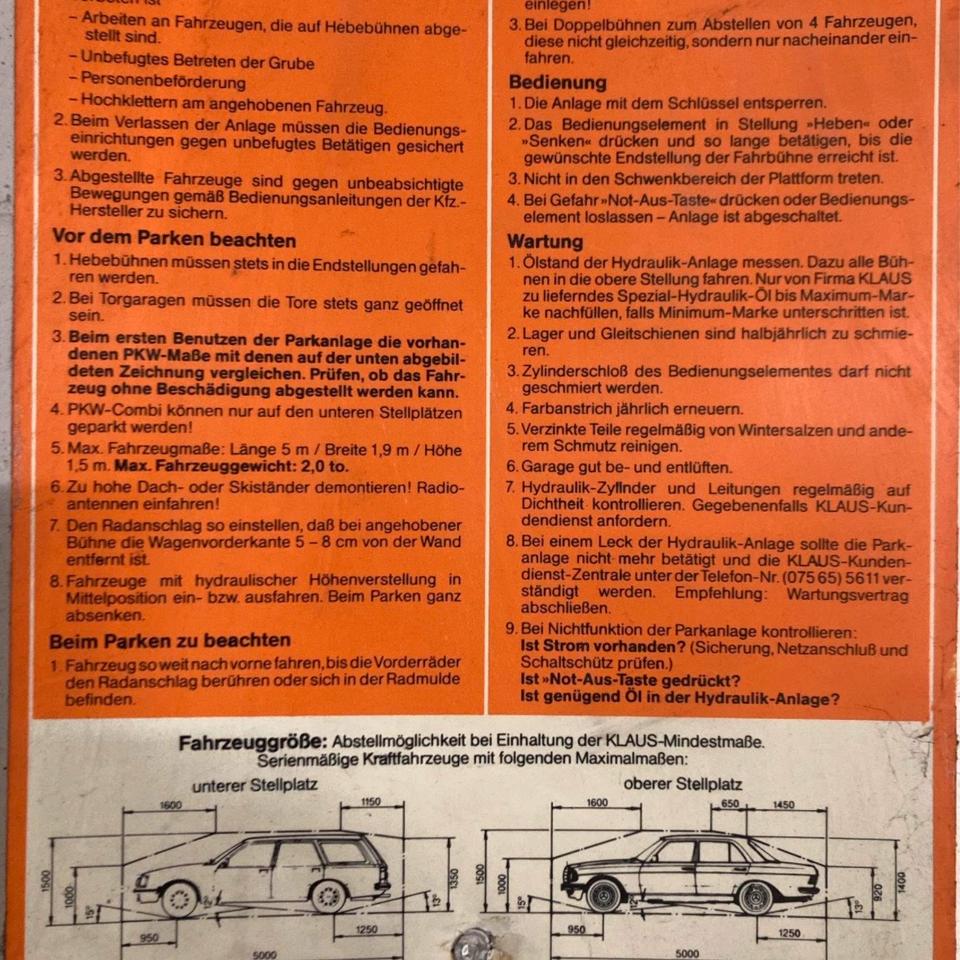 – Arbeiten an Fahrzeugen, die auf Hebebühnen abge-
stellt sind.
– Unbefugtes Betreten der Grube
– Personenbeförderung
– Hochklettern am angehobenen Fahrzeug.
2. Beim Verlassen der Anlage müssen die Bedienungs-
einrichtungen gegen unbefugtes Betätigen gesichert
werden.
3. Abgestellte Fahrzeuge sind gegen unbeabsichtigte
Bewegungen gemäß Bedienungsanleitungen der Kfz.-
Hersteller zu sichern.
Vor dem Parken beachten
1. Hebebühnen müssen stets in die Endstellungen gefah-
ren werden.
2. Bei Torgaragen müssen die Tore stets ganz geöffnet
sein.
3. Beim ersten Benutzen der Parkanlage die vorhan-
denen PKW-Maße mit denen auf der unten abgebil-
deten Zeichnung vergleichen. Prüfen, ob das Fahr-
zeug ohne Beschädigung abgestellt werden kann.
4. PKW-Combi können nur auf den unteren Stellplätzen
geparkt werden!
5. Max. Fahrzeugmaße: Länge 5 m / Breite 1,9 m / Höhe
1,5 m. Max. Fahrzeuggewicht: 2,0 to.
6. Zu hohe Dach- oder Skiständer demontieren! Radio-
antennen einfahren!
7. Den Radanschlag so einstellen, daß bei angehobener
Bühne die Wagenvorderkante 5 – 8 cm von der Wand
entfernt ist.
8. Fahrzeuge mit hydraulischer Höhenverstellung in
Mittelposition ein- bzw. ausfahren. Beim Parken ganz
absenken.
Beim Parken zu beachten
1. Fahrzeug so weit nach vorne fahren, bis die Vorderräder
den Radanschlag berühren oder sich in der Radmulde
befinden.
einlegen!
3. Bei Doppelbühnen zum Abstellen von 4 Fahrzeugen,
diese nicht gleichzeitig, sondern nur nacheinander ein-
fahren.
Bedienung
1. Die Anlage mit dem Schlüssel entsperren.
2. Das Bedienungselement in Stellung »Heben« oder
»Senken« drücken und so lange betätigen, bis die
gewünschte Endstellung der Fahrbühne erreicht ist.
3. Nicht in den Schwenkbereich der Plattform treten.
4. Bei Gefahr »Not-Aus-Taste« drücken oder Bedienungs-
element loslassen – Anlage ist abgeschaltet.
Wartung
1. Ölstand der Hydraulik-Anlage messen. Dazu alle Büh-
nen in die obere Stellung fahren. Nur von Firma KLAUS
zu lieferndes Spezial-Hydraulik-Öl bis Maximum-Mar-
ke nachfüllen, falls Minimum-Marke unterschritten ist.
2. Lager und Gleitschienen sind halbjährlich zu schmie-
ren.
3. Zylinderschloß des Bedienungselementes darf nicht
geschmiert werden.
4. Farbanstrich jährlich erneuern.
5. Verzinkte Teile regelmäßig von Wintersalzen und ande-
rem Schmutz reinigen.
6. Garage gut be- und entlüften.
7. Hydraulik-Zylinder und Leitungen regelmäßig auf
Dichtheit kontrollieren. Gegebenenfalls KLAUS-Kun-
dendienst anfordern.
8. Bei einem Leck der Hydraulik-Anlage sollte die Park-
anlage nicht mehr betätigt und die KLAUS-Kunden-
dienst-Zentrale unter der Telefon-Nr. (075 65) 56 11 ver-
ständigt werden. Empfehlung: Wartungsvertrag
abschließen.
9. Bei Nichtfunktion der Parkanlage kontrollieren:
Ist Strom vorhanden? (Sicherung, Netzanschluß und
Schaltschütz prüfen.)
Ist »Not-Aus-Taste gedrückt?
Ist genügend Öl in der Hydraulik-Anlage?
Fahrzeuggröße: Abstellmöglichkeit bei Einhaltung der KLAUS-Mindestmaße.
Serienmäßige Kraftfahrzeuge mit folgenden Maximalmaßen:
unterer Stellplatz
1600 1150
1500 1000 15° 12° 13° 1350
950 1250
5000
oberer Stellplatz
1600 650 1450
1500 1000 15° 12° 13° 920 1400
950 1250
5000